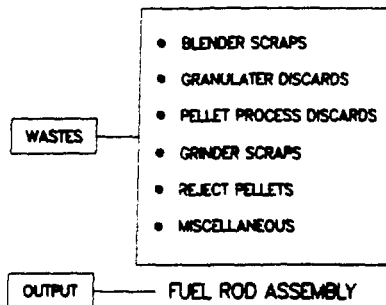 • BLENDER SCRAPS
• GRANULATER DISCARDS
• PELLET PROCESS DISCARDS
WASTES
• GRINDER SCRAPS
• REJECT PELLETS
• MISCELLANEOUS
OUTPUT FUEL ROD ASSEMBLY